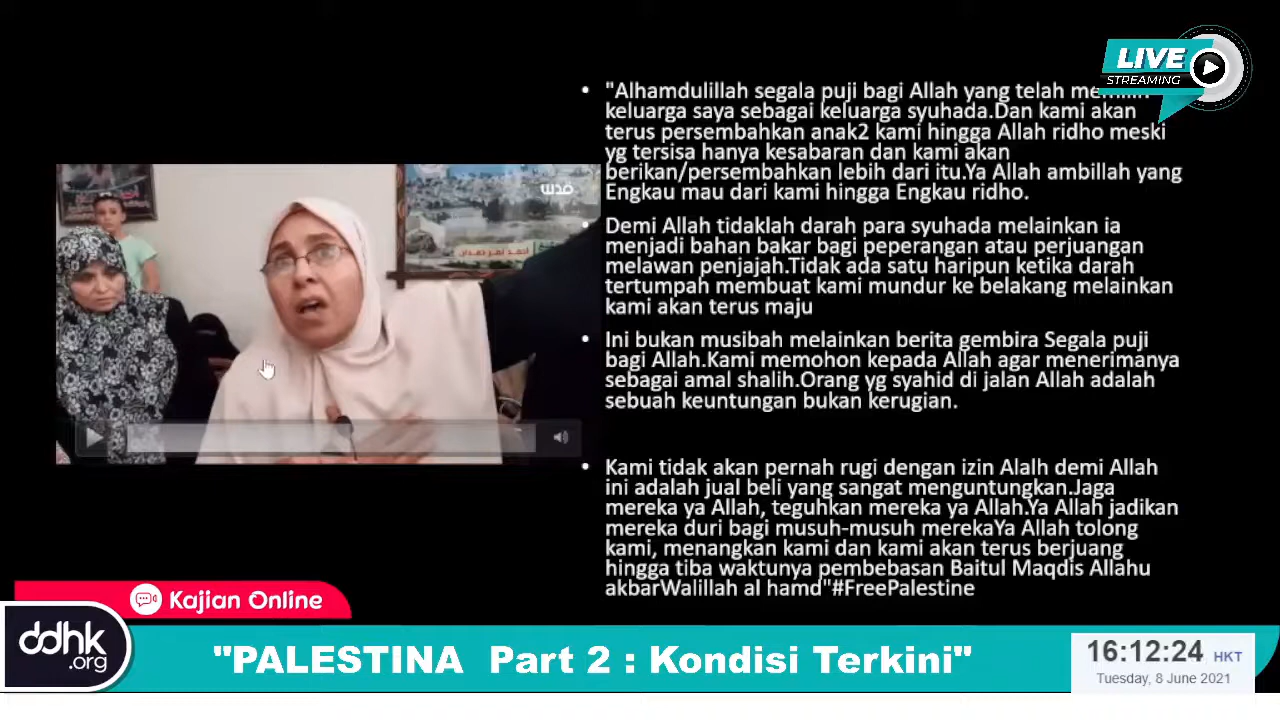 LIVE
STREAMING
"Alhamdulillah segala puji bagi Allah yang telah
keluarga saya sebagai keluarga syuhada.Dan kami akan
terus persembahkan anak2 kami hingga Allah ridho meski
yg tersisa hanya kesabaran dan kami akan
berikan/persembahkan lebih dari itu.Ya Allah ambillah yang
Engkau mau dari kami hingga Engkau ridho.
Demi Allah tidaklah darah para syuhada melainkan ia
menjadi bahan bakar bagi peperangan atau perjuangan
melawan penjajah.Tidak ada satu haripun ketika darah
tertumpah membuat kami mundur ke belakang melainkan
kami akan terus maju
Ini bukan musibah melainkan berita gembira Segala puji
bagi Allah.Kami memohon kepada Allah agar menerimanya
sebagai amal shalih.Orang yg syahid di jalan Allah adalah
sebuah keuntungan bukan kerugian.
Kami tidak akan pernah rugi dengan izin Alalh demi Allah
ini adalah jual beli yang sangat menguntungkan.Jaga
mereka ya Allah, teguhkan mereka ya Allah.Ya Allah jadikan
mereka duri bagi musuh-musuh merekaYa Allah tolong
kami, menangkan kami dan kami akan terus berjuang
hingga tiba waktunya pembebasan Baitul Maqdis Allahu
akbarWalillah al hamd"#FreePalestine
قدس
Kajian Online
ddhk
.org
"PALESTINA Part 2 : Kondisi Terkini"
16:12:24 HKT
Tuesday, 8 June 2021